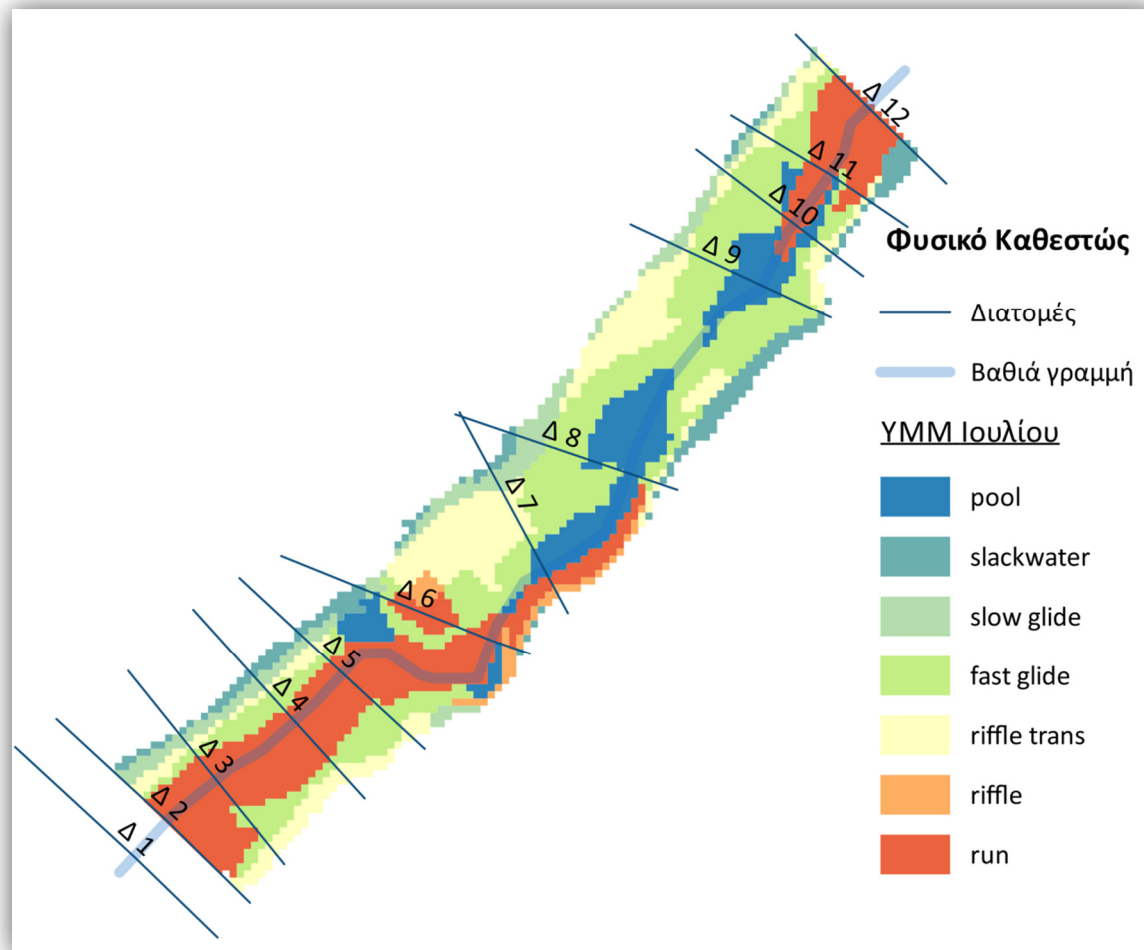 Δ 12
Δ 11
Δ 10
Δ 9
Δ 8
Δ 7
Δ 6
Δ 5
Δ 4
Δ 3
Δ 2
Δ 1
Φυσικό Καθεστώς
Διατομές
Βαθιά γραμμή
ΥΜΜ Ιουλίου
pool
slackwater
slow glide
fast glide
riffle trans
riffle
run